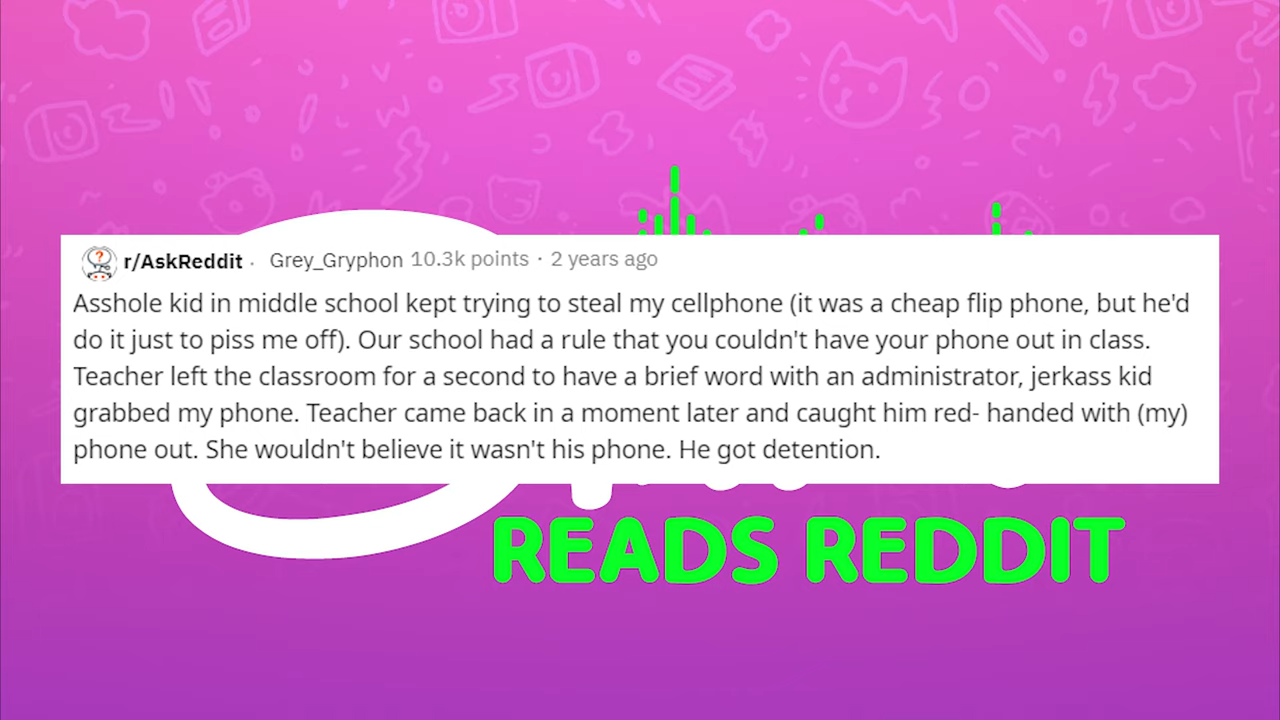 r/AskReddit · Grey_Gryphon 10.3k points · 2 years ago
Asshole kid in middle school kept trying to steal my cellphone (it was a cheap flip phone, but he'd
do it just to piss me off). Our school had a rule that you couldn't have your phone out in class.
Teacher left the classroom for a second to have a brief word with an administrator, jerkass kid
grabbed my phone. Teacher came back in a moment later and caught him red- handed with (my)
phone out. She wouldn't believe it wasn't his phone. He got detention.
READS REDDIT